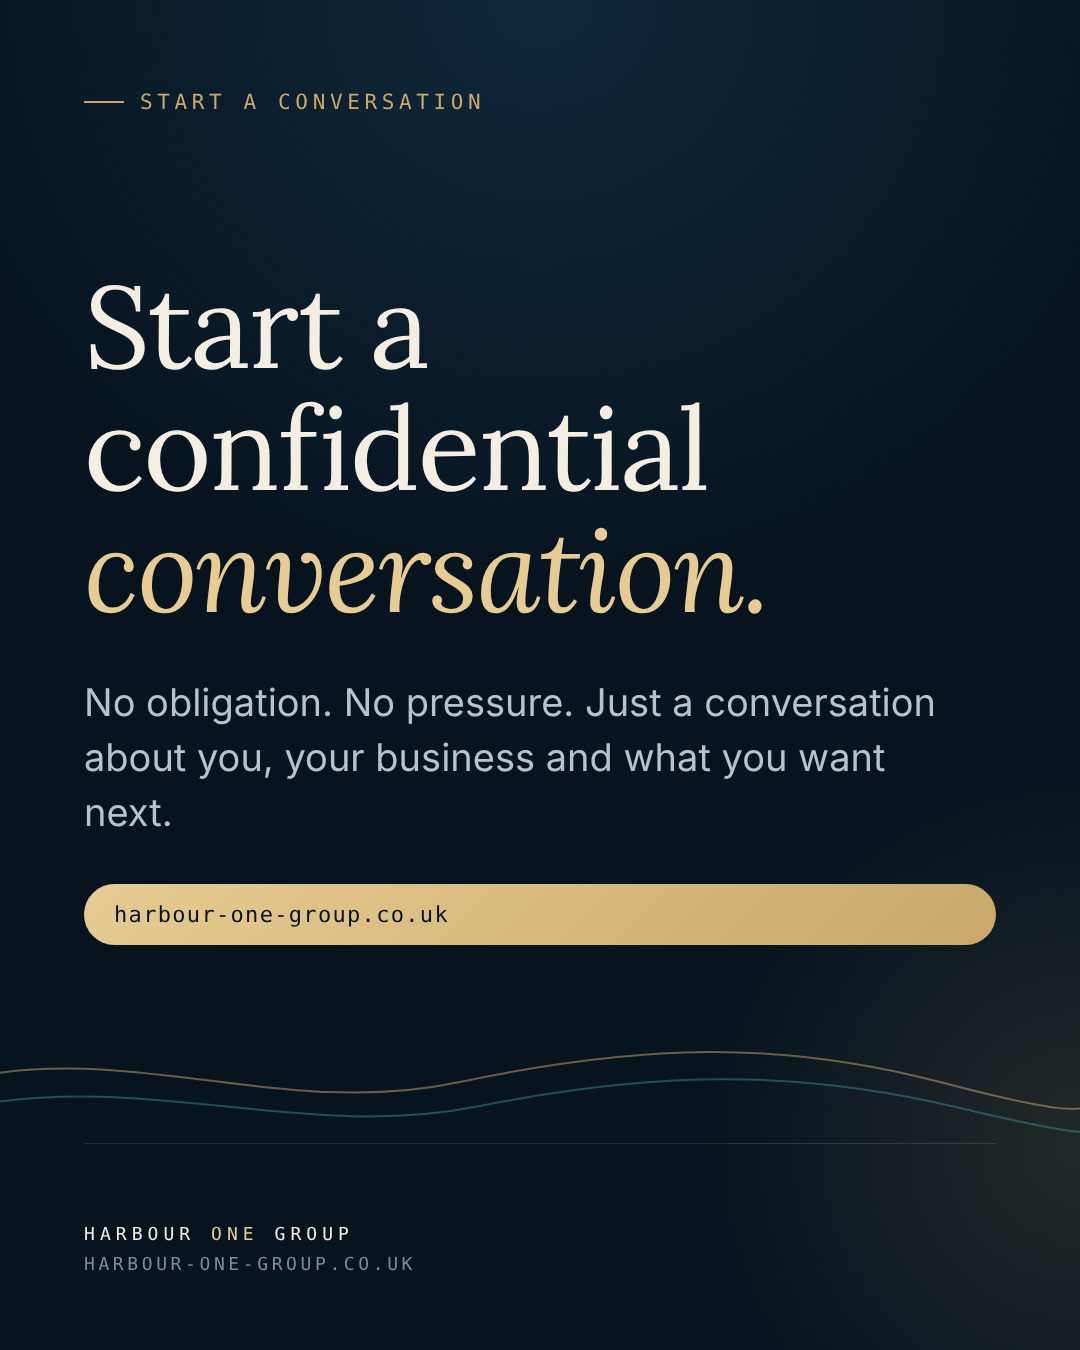 START A CONVERSATION
Start a
confidential
conversation.
No obligation. No pressure. Just a conversation
about you, your business and what you want
next.
harbour-one-group.co.uk
HARBOUR ONE GROUP
HARBOUR-ONE-GROUP.CO.UK